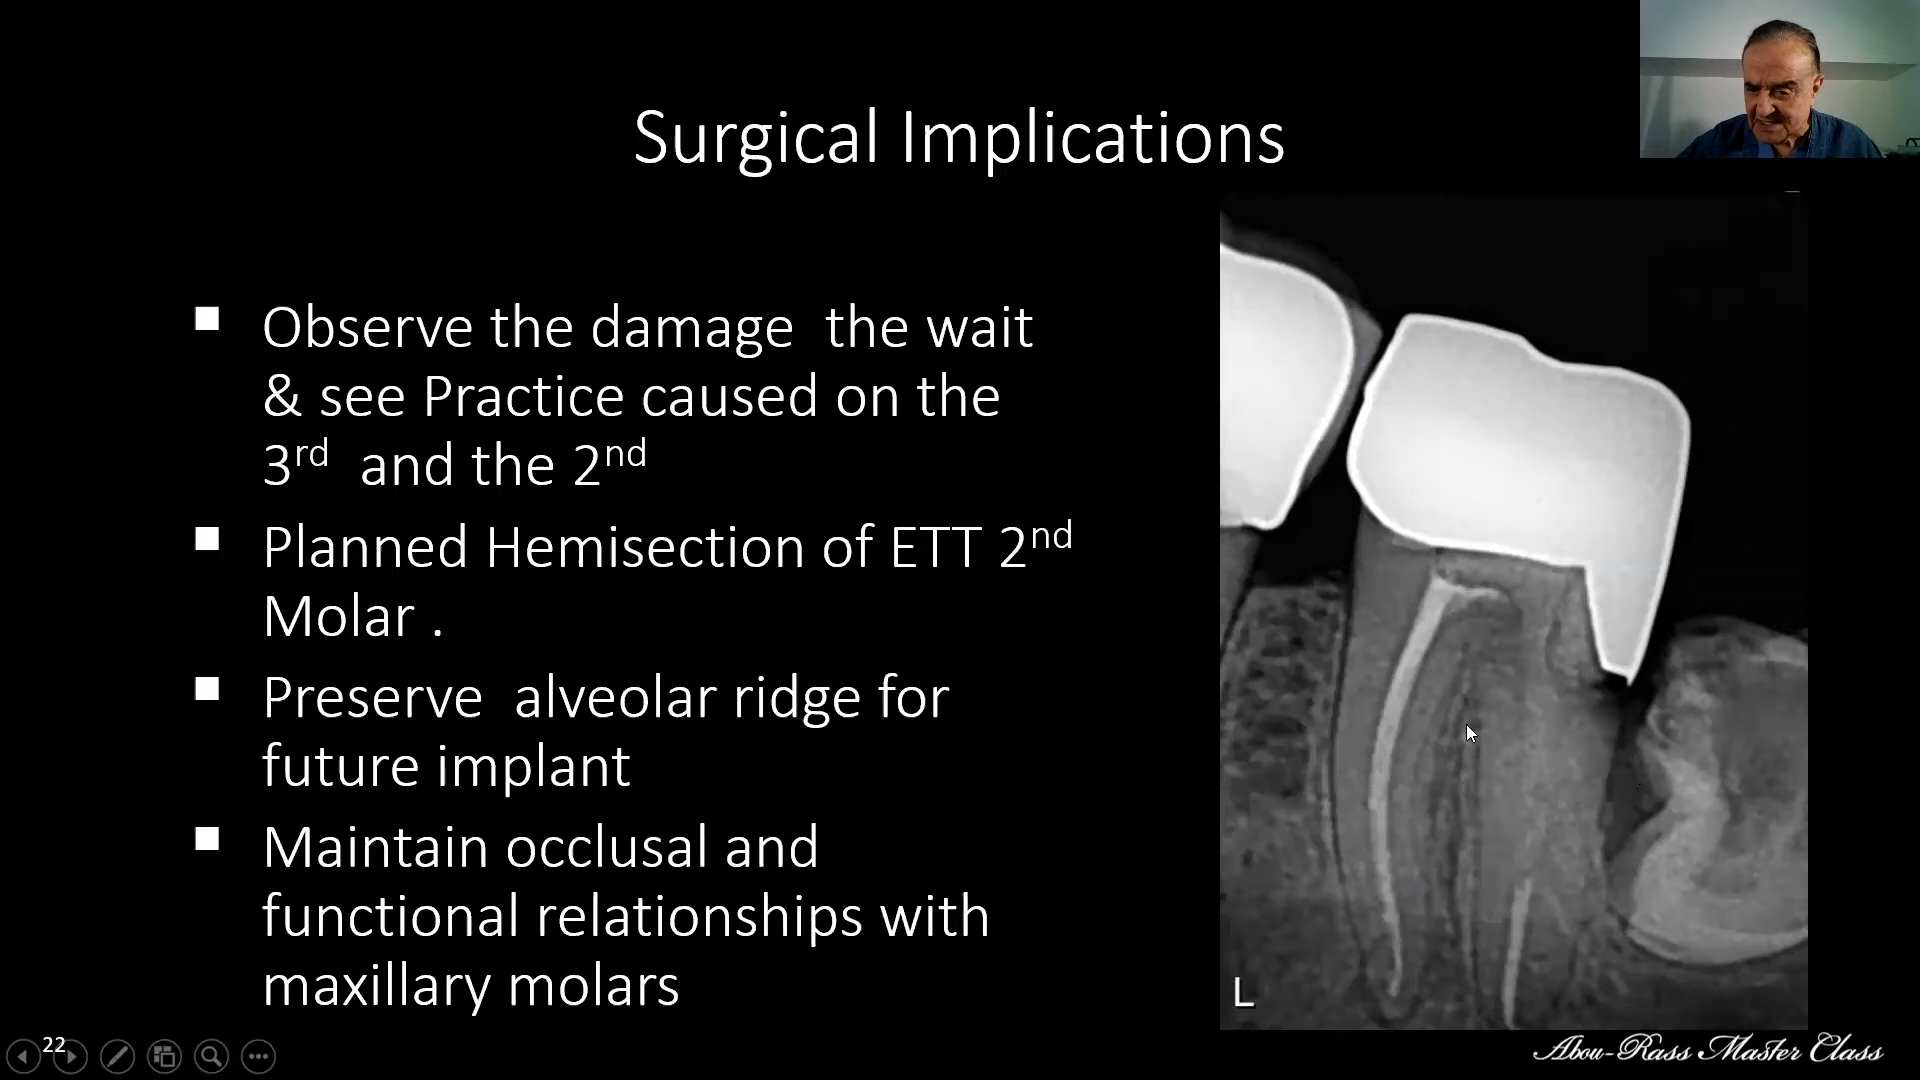 Surgical Implications
Observe the damage the wait
& see Practice caused on the
3rd and the 2nd
Planned Hemisection of ETT 2nd
Molar .
Preserve alveolar ridge for
future implant
Maintain occlusal and
functional relationships with
maxillary molars
L
22
Abou-Rass Master Class